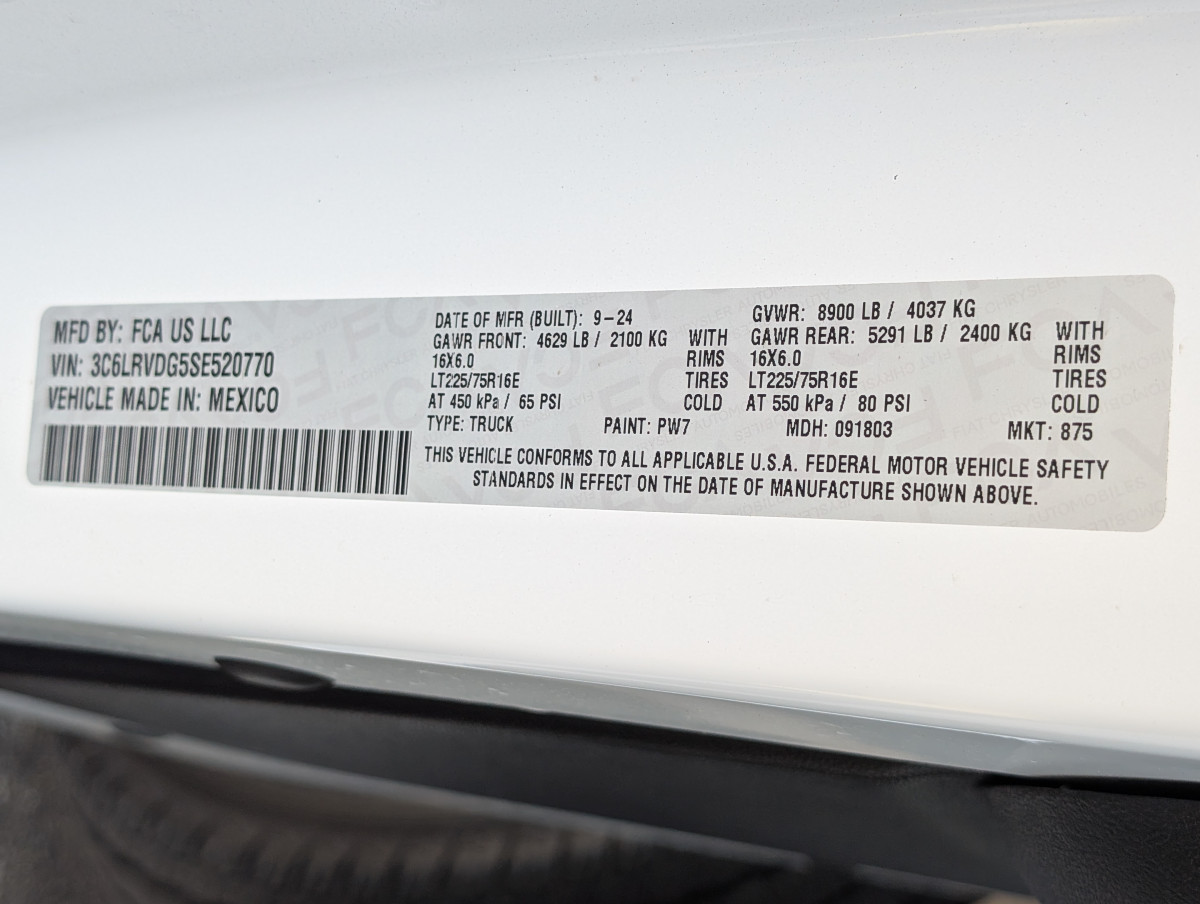 MFD BY: FCA US LLC
VIN: 3C6LRVDG5SE520770
VEHICLE MADE IN: MEXICO
DATE OF MFR (BUILT): 9-24
GVWR: 8900 LB / 4037 KG
GAWR FRONT: 4629 LB / 2100 KG WITH
GAWR REAR: 5291 LB / 2400 KG WITH
16X6.0 RIMS
16X6.0 RIMS
LT225/75R16E TIRES
LT225/75R16E TIRES
AT 450 kPa / 65 PSI COLD
AT 550 kPa / 80 PSI COLD
TYPE: TRUCK PAINT: PW7 MDH: 091803 MKT: 875
THIS VEHICLE CONFORMS TO ALL APPLICABLE U.S.A. FEDERAL MOTOR VEHICLE SAFETY
STANDARDS IN EFFECT ON THE DATE OF MANUFACTURE SHOWN ABOVE.